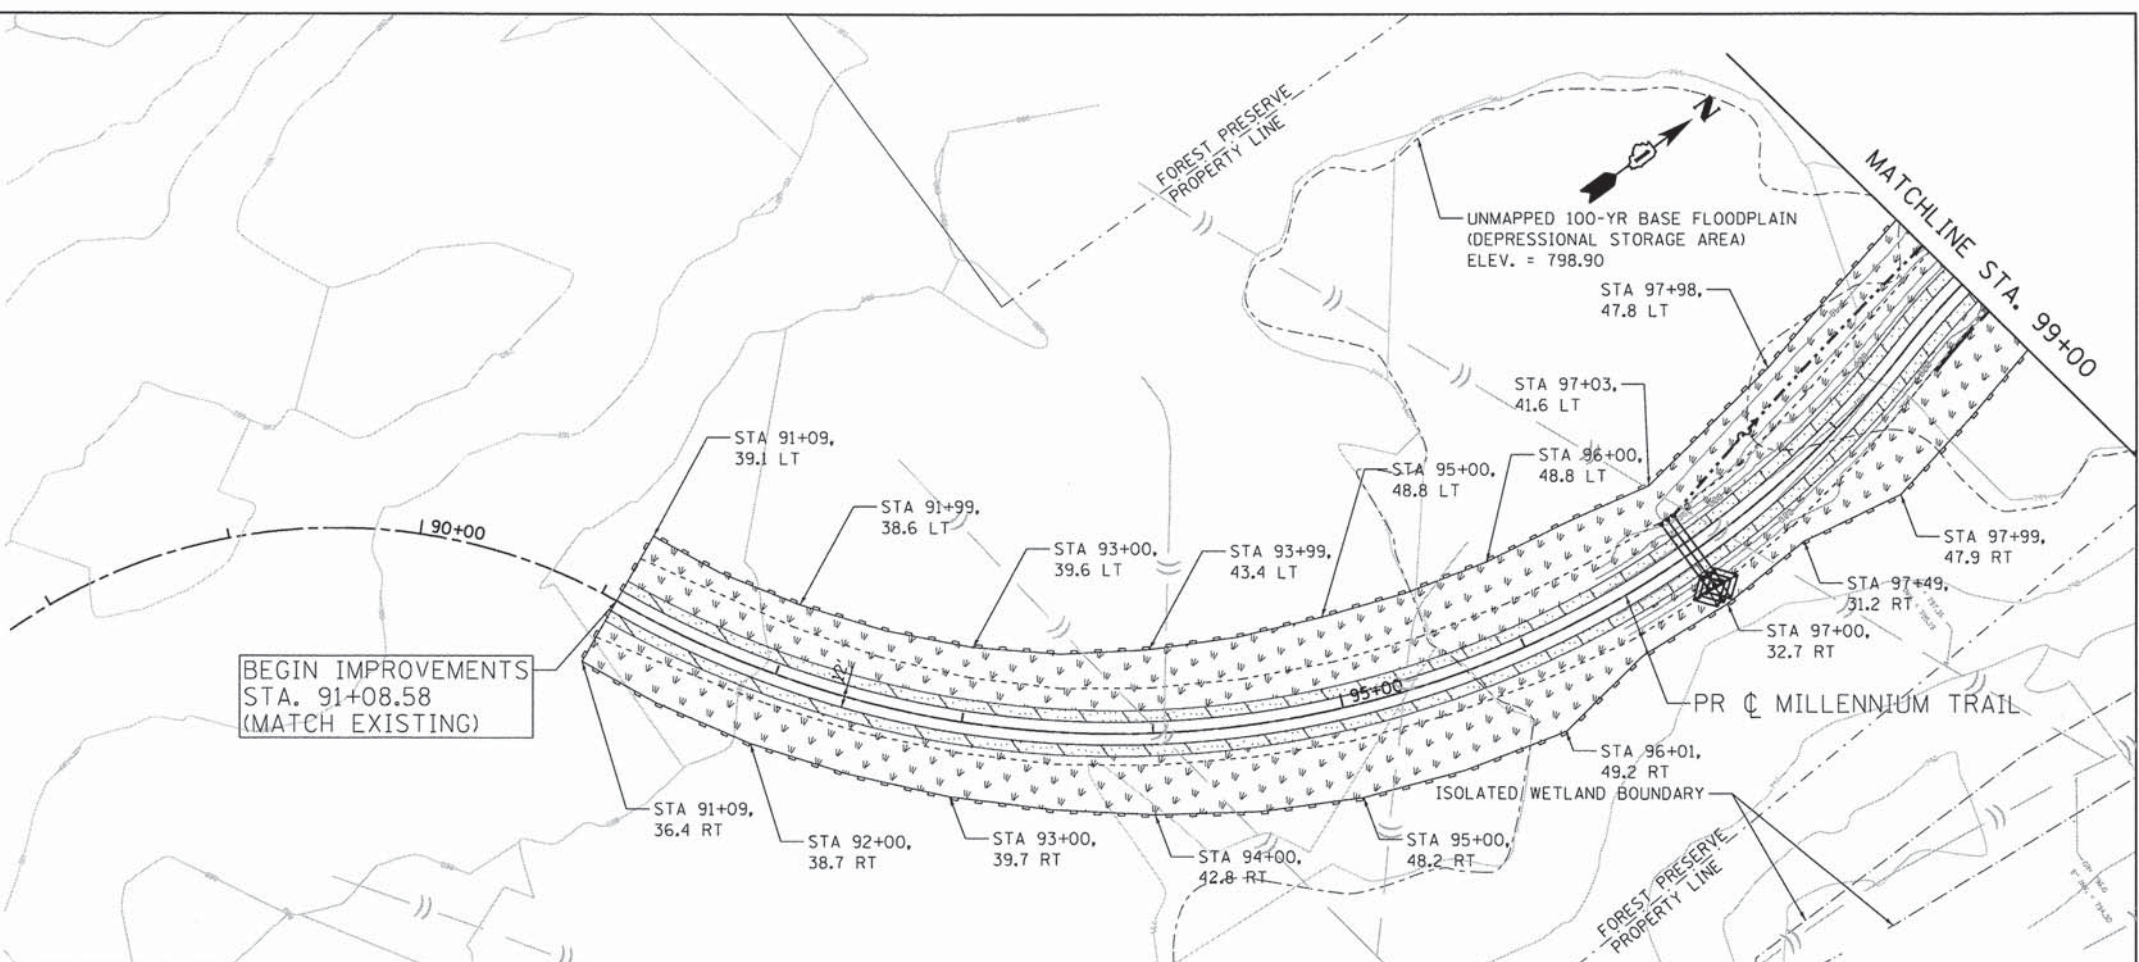 FOREST PRESERVE
PROPERTY LINE
N
MATCHLINE STA. 99+00
UNMAPPED 100-YR BASE FLOODPLAIN
(DEPRESSIONAL STORAGE AREA)
ELEV. = 798.90
STA 97+98,
47.8 LT
STA 97+03,
41.6 LT
STA 96+00,
48.8 LT
STA 95+00,
48.8 LT
STA 91+09,
39.1 LT
STA 91+99,
38.6 LT
STA 93+00,
39.6 LT
STA 93+99,
43.4 LT
90+00
STA 97+99,
47.9 RT
STA 97+49,
31.2 RT
STA 97+00,
32.7 RT
BEGIN IMPROVEMENTS
STA. 91+08.58
(MATCH EXISTING)
12'
95+00
PR ℄ MILLENNIUM TRAIL
STA 96+01,
49.2 RT
ISOLATED WETLAND BOUNDARY
STA 91+09,
36.4 RT
STA 92+00,
38.7 RT
STA 93+00,
39.7 RT
STA 94+00,
42.8 RT
STA 95+00,
48.2 RT
FOREST PRESERVE
PROPERTY LINE